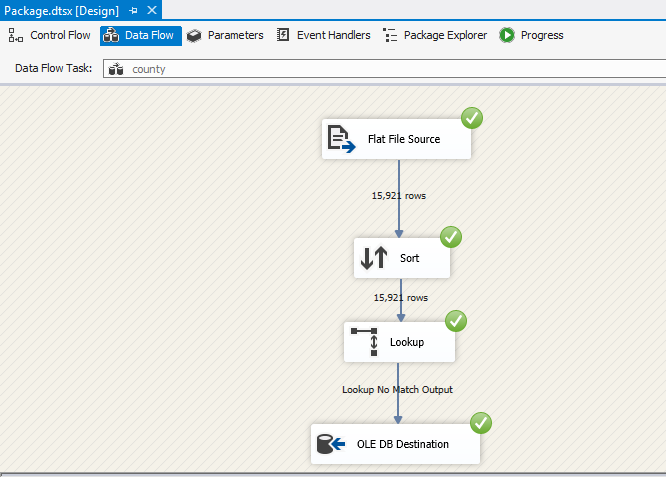 Package.dtsx [Design]
Control Flow Data Flow Parameters Event Handlers Package Explorer Progress
Data Flow Task: county
Flat File Source
15,921 rows
Sort
15,921 rows
Lookup
Lookup No Match Output
OLE DB Destination